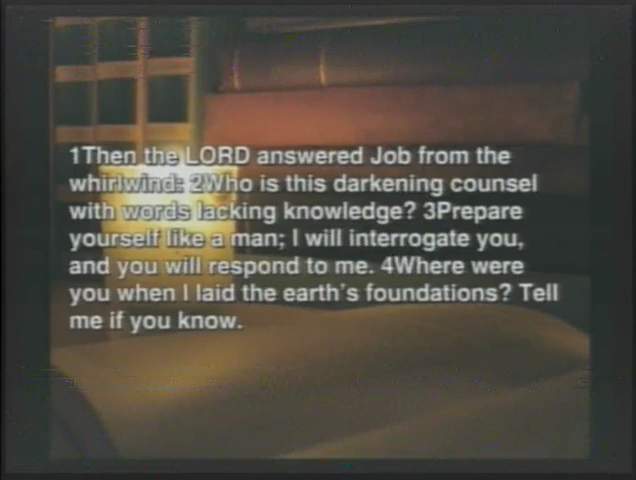 1Then the LORD answered Job from the
whirlwind: 2Who is this darkening counsel
with words lacking knowledge? 3Prepare
yourself like a man; I will interrogate you,
and you will respond to me. 4Where were
you when I laid the earth's foundations? Tell
me if you know.